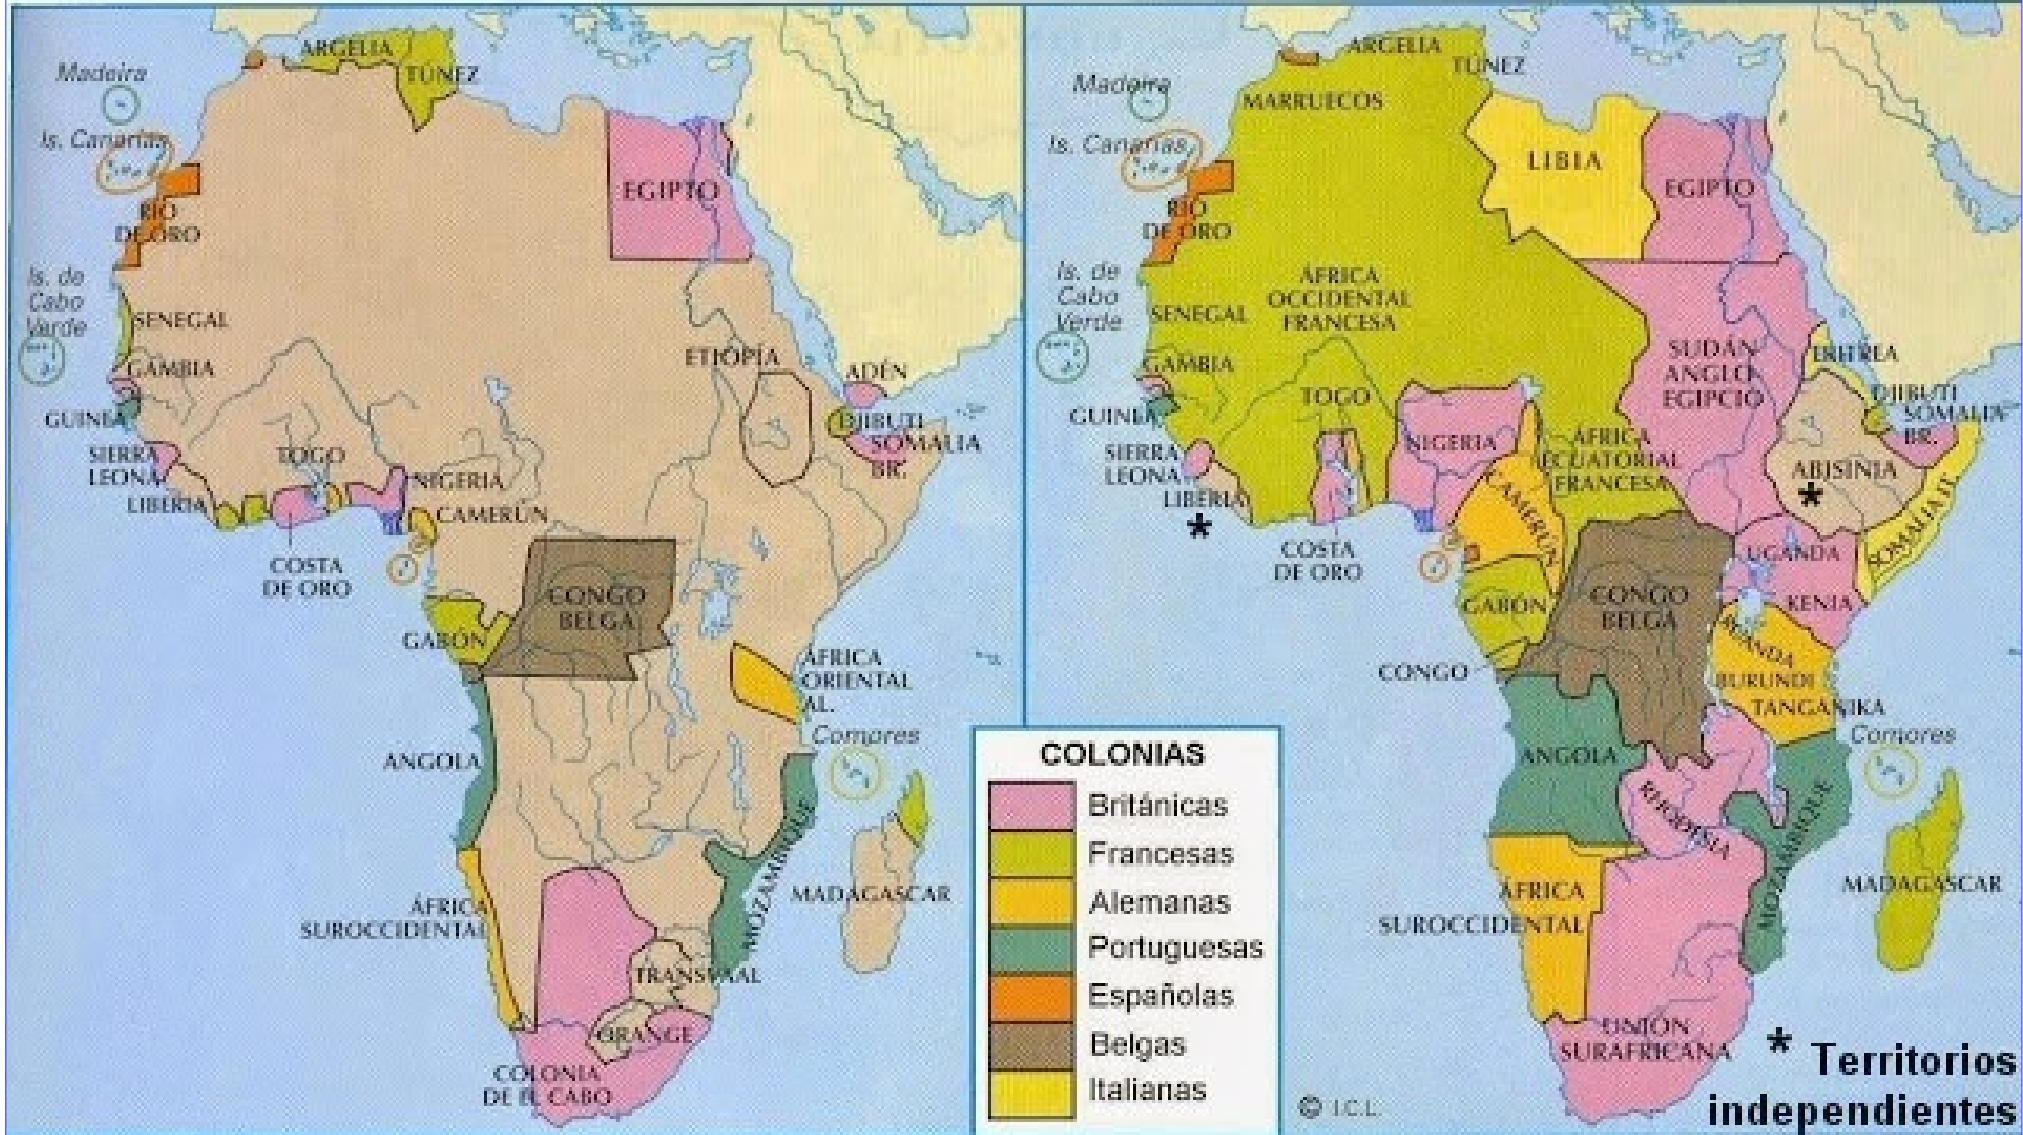 ARGELIA
TÚNEZ
Madeira
Is. Canarias
EGIPTO
RÍO
DE ORO
Is. de
Cabo
Verde
SENEGAL
GAMBIA
ETIOPÍA
ADÉN
GUINEA
DJIBUTI
SOMALIA
BR.
SIERRA
LEONA
TOGO
NIGERIA
LIBERIA
CAMERÚN
COSTA
DE ORO
CONGO
BELGA
GABÓN
ÁFRICA
ORIENTAL
AL.
Comores
ANGOLA
MOZAMBIQUE
MADAGASCAR
ÁFRICA
SUROCCIDENTAL
TRANSVAAL
ORANGE
COLONIA
DE EL CABO
ARGELIA
TÚNEZ
Madeira
MARRUECOS
Is. Canarias
LIBIA
EGIPTO
RÍO
DE ORO
Is. de
Cabo
Verde
ÁFRICA
OCCIDENTAL
FRANCESA
SENEGAL
SUDÁN
ANGLO
EGIPCIO
ERITREA
GAMBIA
TOGO
DJIBUTI
SOMALIA
BR.
GUINEA
NIGERIA
ÁFRICA
ECUATORIAL
FRANCESA
SIERRA
LEONA
ABISINIA
*
LIBERIA
*
CAMERÚN
SOMALIA IT.
COSTA
DE ORO
UGANDA
KENIA
GABÓN
CONGO
BELGA
RUANDA
BURUNDI
TANGANIKA
CONGO
Comores
ANGOLA
RHODESIA
MOZAMBIQUE
MADAGASCAR
ÁFRICA
SUROCCIDENTAL
UNIÓN
SURAFRICANA
COLONIAS
Británicas
Francesas
Alemanas
Portuguesas
Españolas
Belgas
Italianas
© I.C.L.
* Territorios
independientes